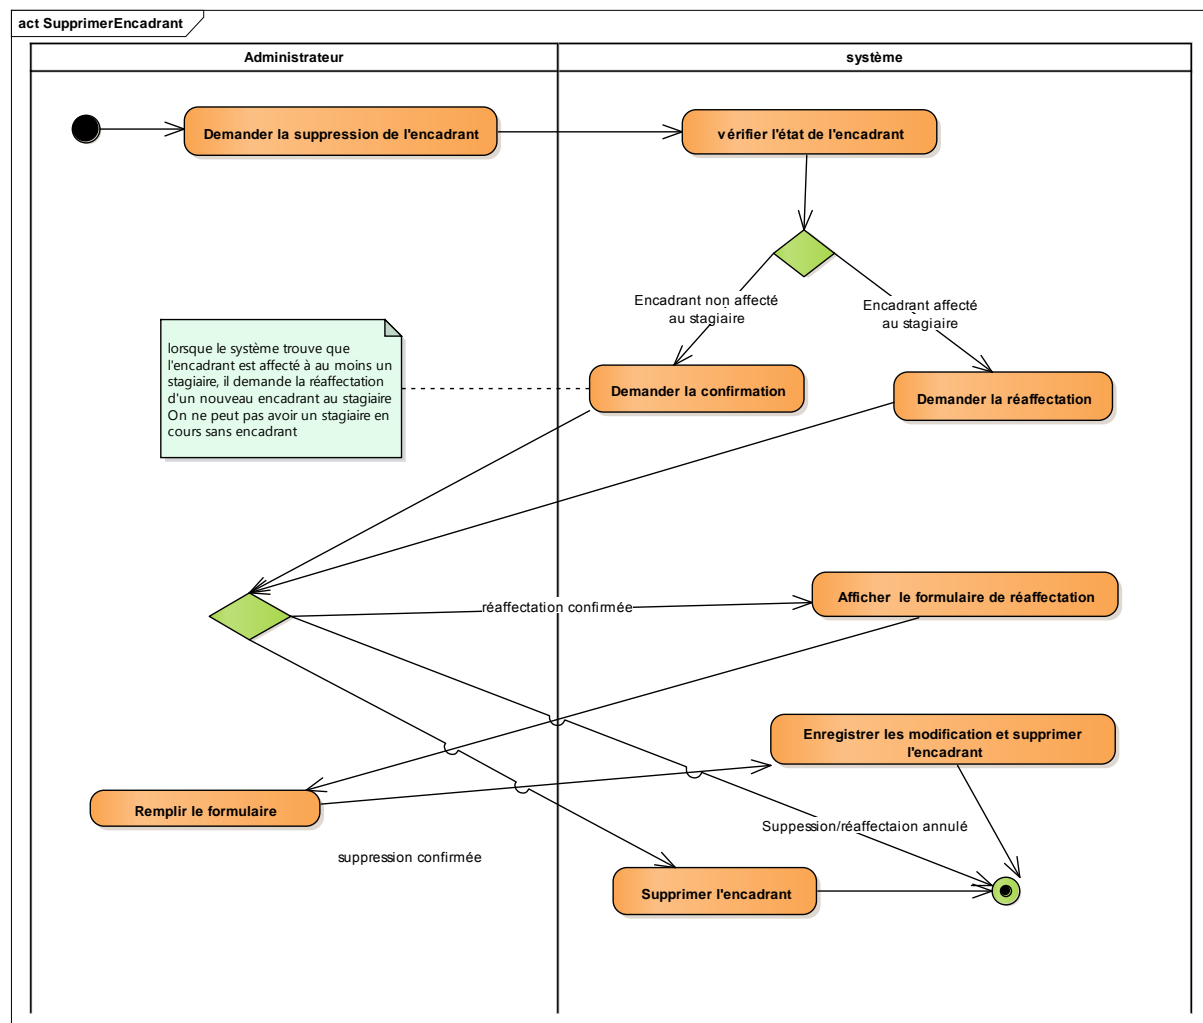 act SupprimerEncadrant
Administrateur
système
Demander la suppression de l'encadrant
vérifier l'état de l'encadrant
Encadrant non affecté
au stagiaire
Encadrant affecté
au stagiaire
lorsque le système trouve que
l'encadrant est affecté à au moins un
stagiaire, il demande la réaffectation
d'un nouveau encadrant au stagiaire
On ne peut pas avoir un stagiaire en
cours sans encadrant
Demander la confirmation
Demander la réaffectation
réaffectation confirmée
Afficher le formulaire de réaffectation
Enregistrer les modification et supprimer
l'encadrant
Remplir le formulaire
Suppession/réaffectaion annulé
suppression confirmée
Supprimer l'encadrant